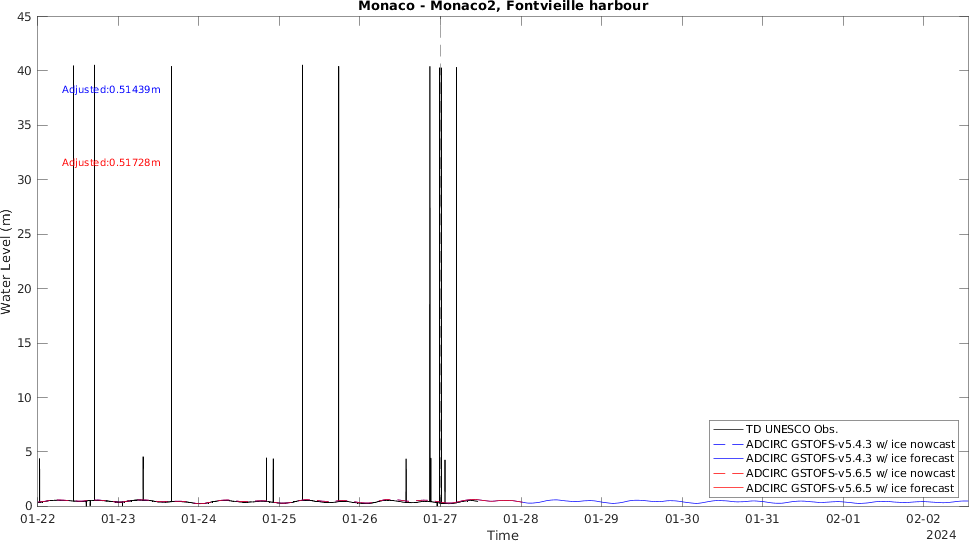 Monaco - Monaco2, Fontvieille harbour
45
40
Adjusted:0.51439m
35
Adjusted:0.51728m
30
25
Water Level (m)
20
15
10
5
0
TD UNESCO Obs.
ADCIRC GSTOFS-v5.4.3 w/ ice nowcast
ADCIRC GSTOFS-v5.4.3 w/ ice forecast
ADCIRC GSTOFS-v5.6.5 w/ ice nowcast
ADCIRC GSTOFS-v5.6.5 w/ ice forecast
01-22 01-23 01-24 01-25 01-26 01-27 01-28 01-29 01-30 01-31 02-01 02-02
Time
2024